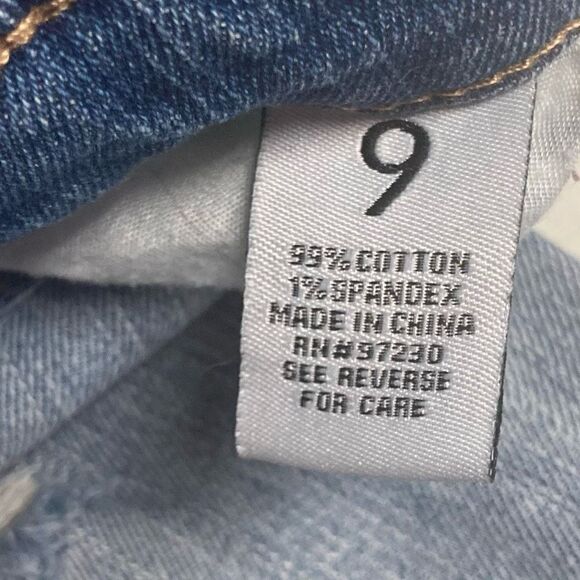 9
99% COTTON
1% SPANDEX
MADE IN CHINA
RN# 97230
SEE REVERSE
FOR CARE